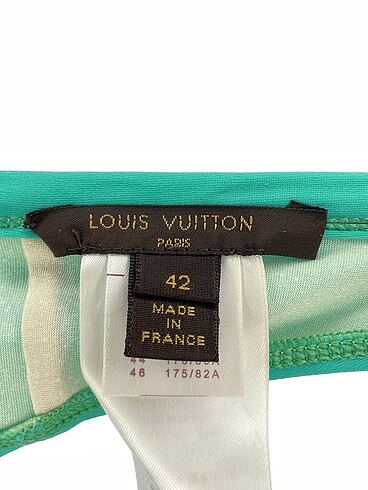 LOUIS VUITTON
PARIS
42
MADE
IN
FRANCE
46 175/82A